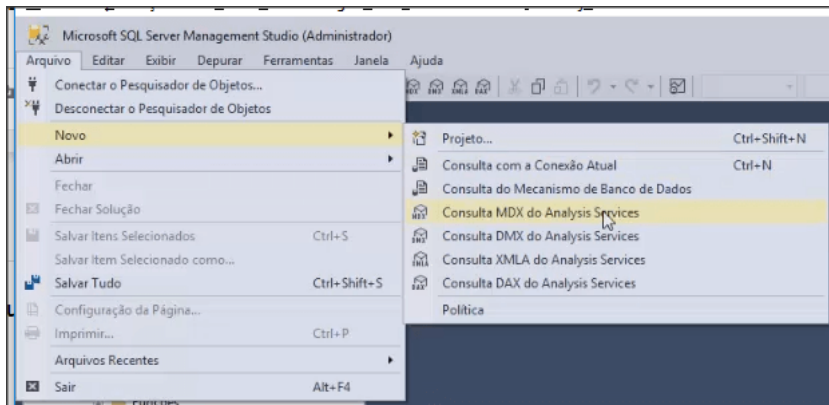 Microsoft SQL Server Management Studio (Administrador)
Arquivo Editar Exibir Depurar Ferramentas Janela Ajuda
Conectar o Pesquisador de Objetos...
Desconectar o Pesquisador de Objetos
Novo
Abrir
Fechar
Fechar Solução
Salvar Itens Selecionados Ctrl+S
Salvar Item Selecionado como...
Salvar Tudo Ctrl+Shift+S
Configuração da Página...
Imprimir... Ctrl+P
Arquivos Recentes
Sair Alt+F4
Projeto... Ctrl+Shift+N
Consulta com a Conexão Atual Ctrl+N
Consulta do Mecanismo de Banco de Dados
MDX Consulta MDX do Analysis Services
DMX Consulta DMX do Analysis Services
XMLA Consulta XMLA do Analysis Services
DAX Consulta DAX do Analysis Services
Política